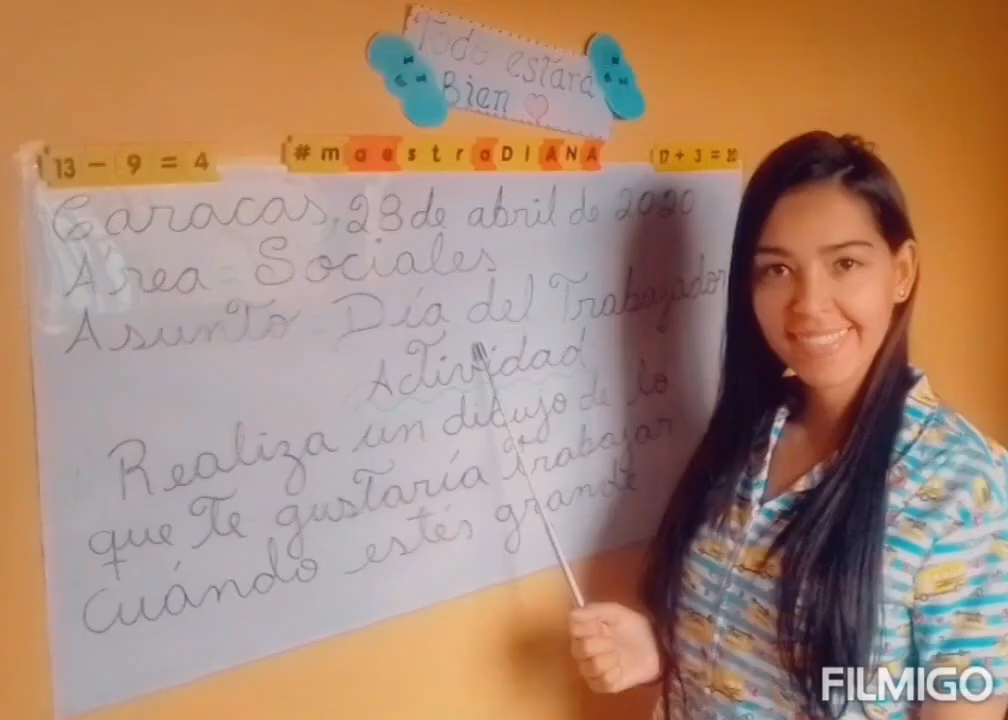 Todo estará
Bien ♡
13 - 9 = 4
#maestraDIANA
17 + 3 = 20
Caracas, 28 de abril de 2020
Área = Sociales
Asunto = Día del Trabajador
Actividad
Realiza un dibujo de lo
que te gustaría trabajar
cuándo estés grande
FILMIGO